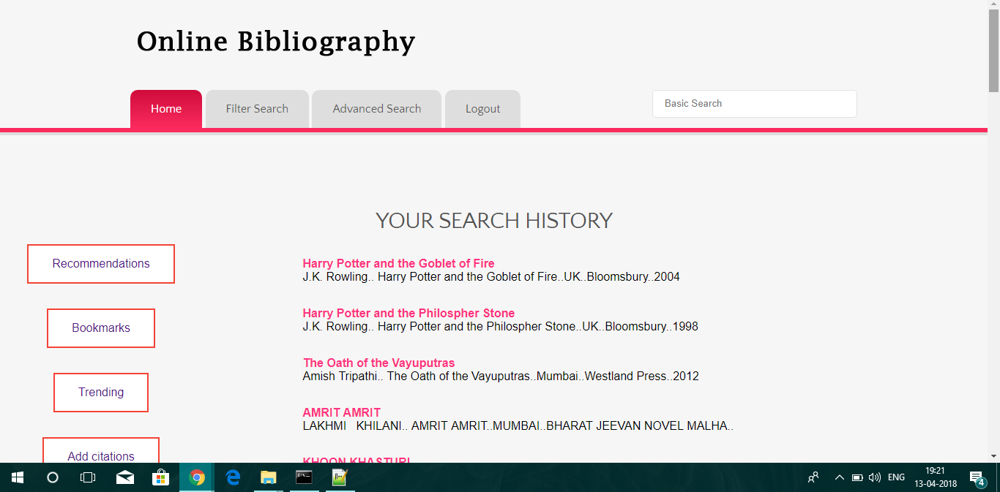 Online Bibliography
Home
Filter Search
Advanced Search
Logout
Basic Search
YOUR SEARCH HISTORY
Recommendations
Bookmarks
Trending
Add citations
Harry Potter and the Goblet of Fire
J.K. Rowling.. Harry Potter and the Goblet of Fire..UK..Bloomsbury..2004
Harry Potter and the Philospher Stone
J.K. Rowling.. Harry Potter and the Philospher Stone..UK..Bloomsbury..1998
The Oath of the Vayuputras
Amish Tripathi.. The Oath of the Vayuputras..Mumbai..Westland Press..2012
AMRIT AMRIT
LAKHMI   KHILANI.. AMRIT AMRIT..MUMBAI..BHARAT JEEVAN NOVEL MALHA..
KHOON KHASTURI
ENG
19:21
13-04-2018
4